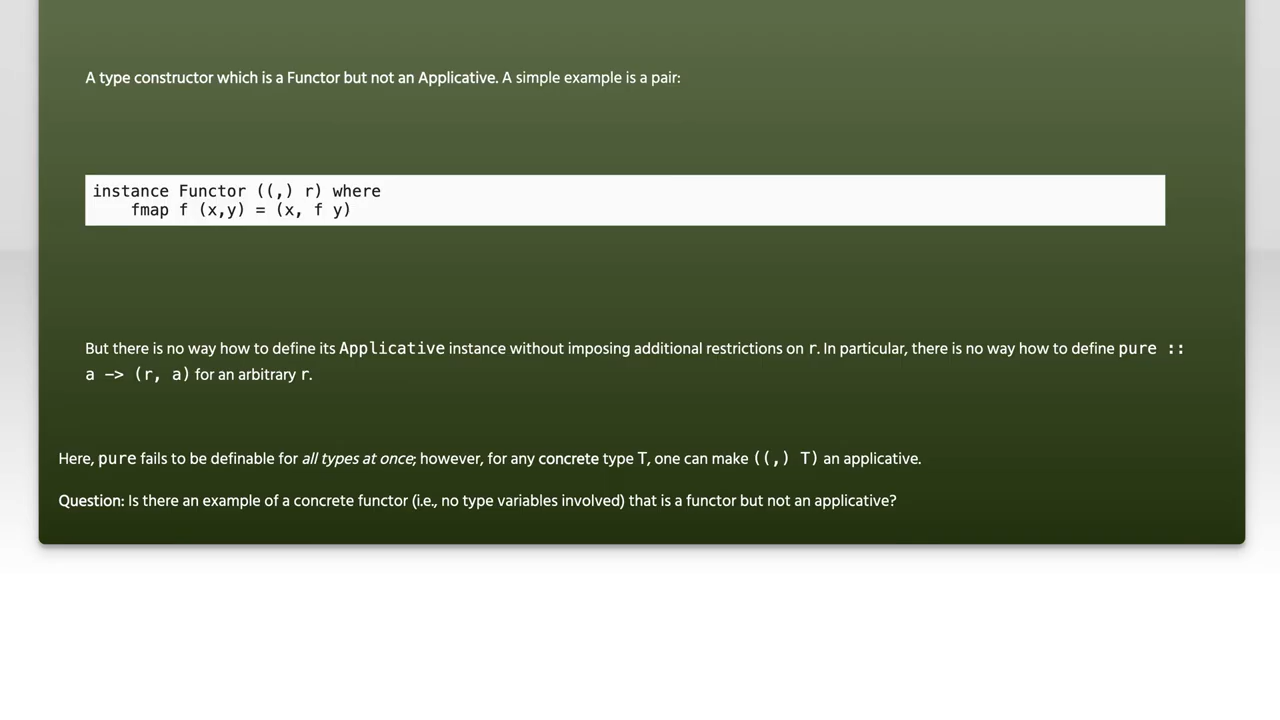 A type constructor which is a Functor but not an Applicative. A simple example is a pair:
instance Functor ((,) r) where
    fmap f (x,y) = (x, f y)
But there is no way how to define its Applicative instance without imposing additional restrictions on r. In particular, there is no way how to define pure ::
a -> (r, a) for an arbitrary r.
Here, pure fails to be definable for all types at once; however, for any concrete type T, one can make ((,) T) an applicative.
Question: Is there an example of a concrete functor (i.e., no type variables involved) that is a functor but not an applicative?